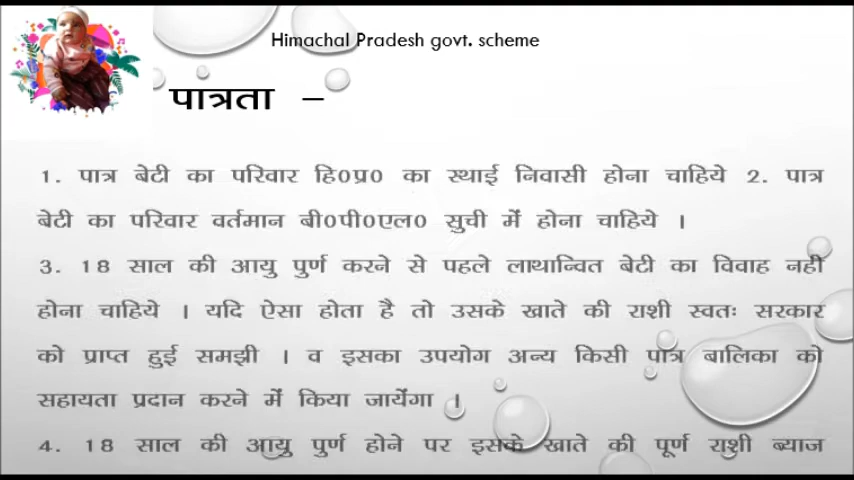 Himachal Pradesh govt. scheme
पात्रता –
1. पात्र बेटी का परिवार हि0प्र0 का स्थाई निवासी होना चाहिये 2. पात्र
बेटी का परिवार वर्तमान बी0पी0एल0 सुची में होना चाहिये ।
3. 18 साल की आयु पुर्ण करने से पहले लाथान्वित बेटी का विवाह नही
होना चाहिये । यदि ऐसा होता है तो उसके खाते की राशी स्वतः सरकार
को प्राप्त हुई समझी । व इसका उपयोग अन्य किसी पात्र बालिका को
सहायता प्रदान करने में किया जायेंगा ।
4. 18 साल की आयु पुर्ण होने पर इसके खाते की पूर्ण राशी ब्याज